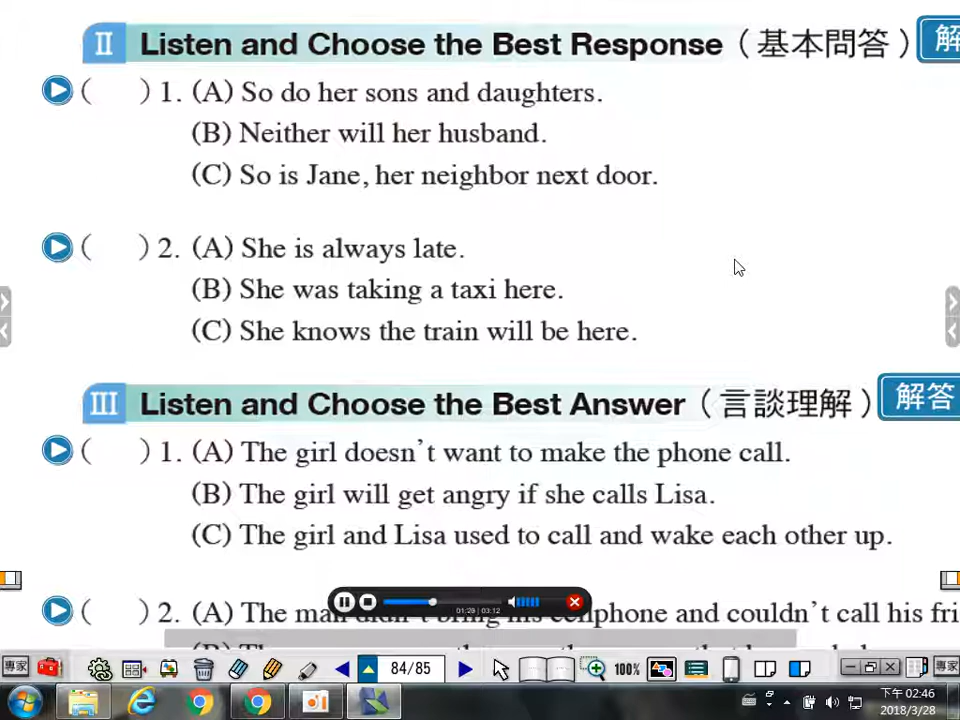 II Listen and Choose the Best Response（基本問答） 解
( ) 1. (A) So do her sons and daughters.
(B) Neither will her husband.
(C) So is Jane, her neighbor next door.
( ) 2. (A) She is always late.
(B) She was taking a taxi here.
(C) She knows the train will be here.
III Listen and Choose the Best Answer（言談理解） 解答
( ) 1. (A) The girl doesn't want to make the phone call.
(B) The girl will get angry if she calls Lisa.
(C) The girl and Lisa used to call and wake each other up.
( ) 2. (A) The man didn't bring his cellphone and couldn't call his fri
01:29 | 03:12
專家 84/85 100% 專家
下午 02:46
2018/3/28